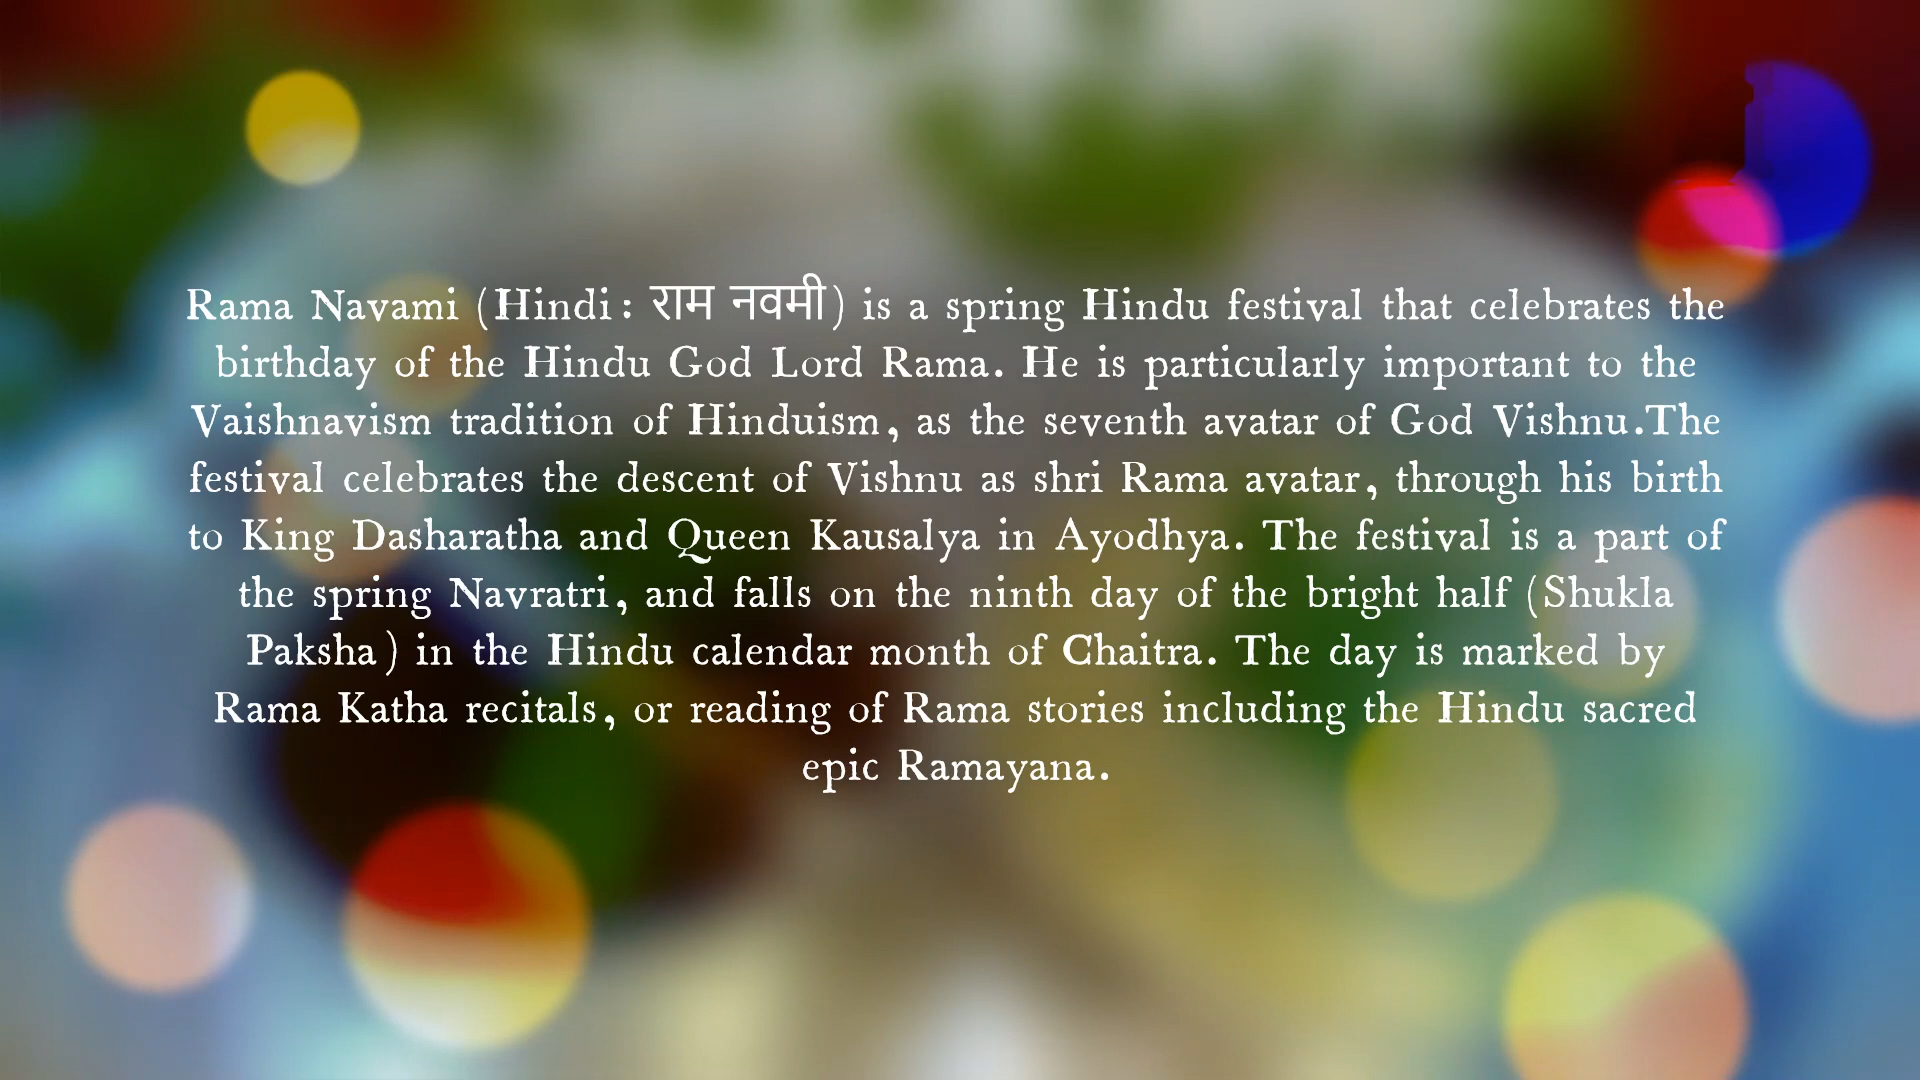 Rama Navami (Hindi: राम नवमी) is a spring Hindu festival that celebrates the
birthday of the Hindu God Lord Rama. He is particularly important to the
Vaishnavism tradition of Hinduism, as the seventh avatar of God Vishnu.The
festival celebrates the descent of Vishnu as shri Rama avatar, through his birth
to King Dasharatha and Queen Kausalya in Ayodhya. The festival is a part of
the spring Navratri, and falls on the ninth day of the bright half (Shukla
Paksha) in the Hindu calendar month of Chaitra. The day is marked by
Rama Katha recitals, or reading of Rama stories including the Hindu sacred
epic Ramayana.